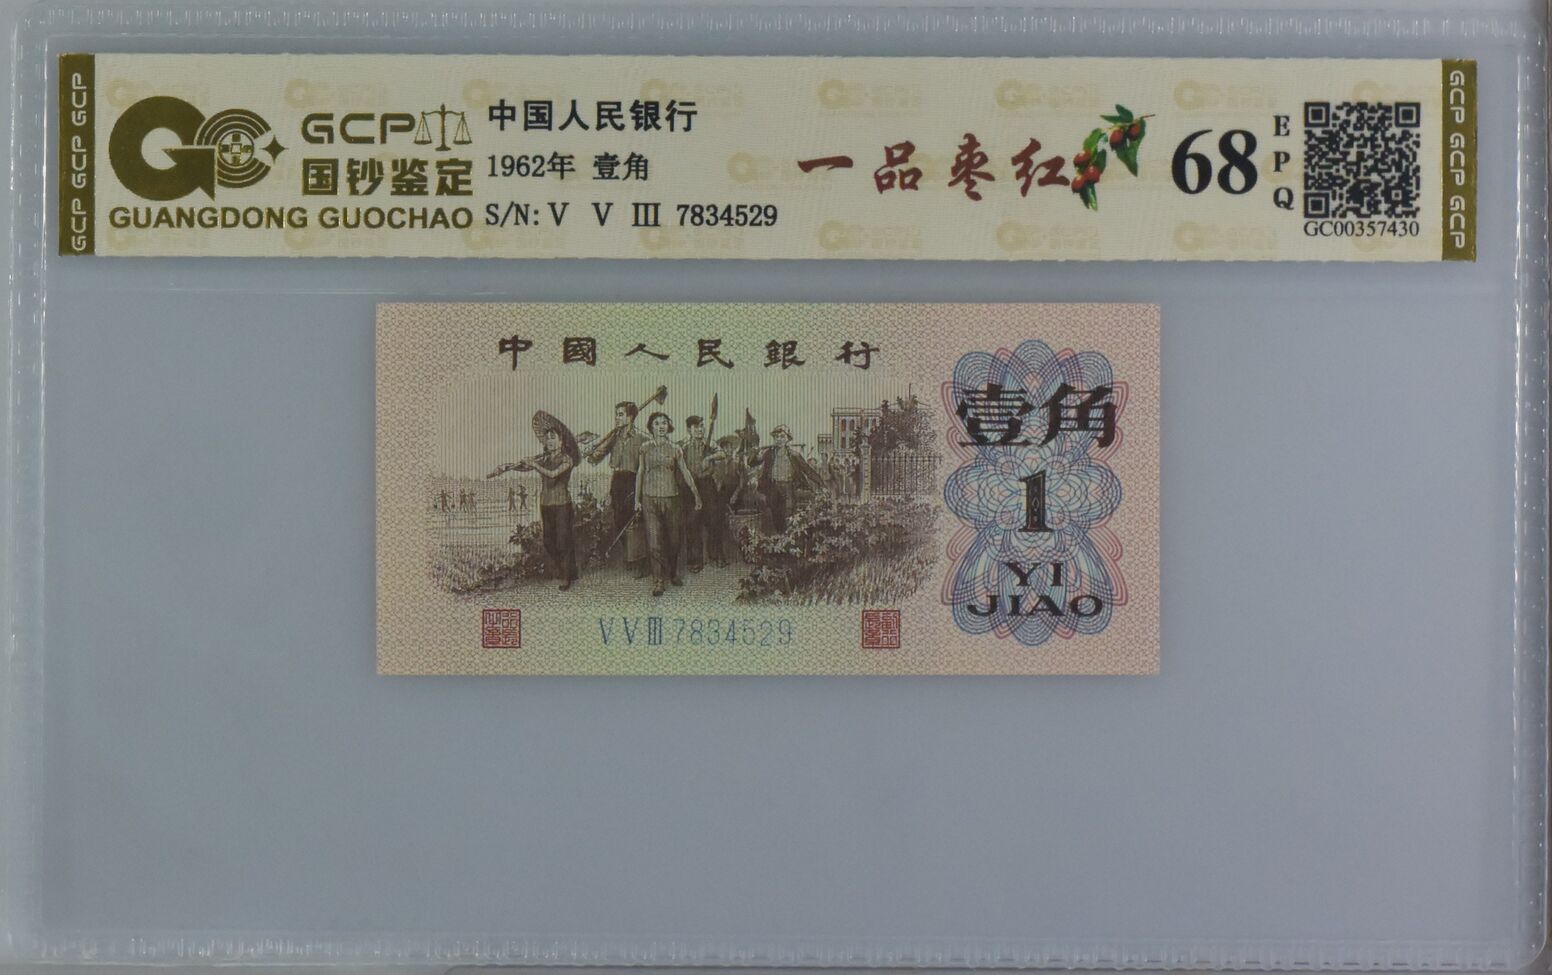 GCP GCP GCP
GCP
国钞鉴定
GUANGDONG GUOCHAO
中国人民银行
1962年 壹角
S/N: V V III 7834529
一品枣红
68
EPQ
GC00357430
GCP GCP GCP
中國人民銀行
壹角
1
YI
JIAO
V V III 7834529